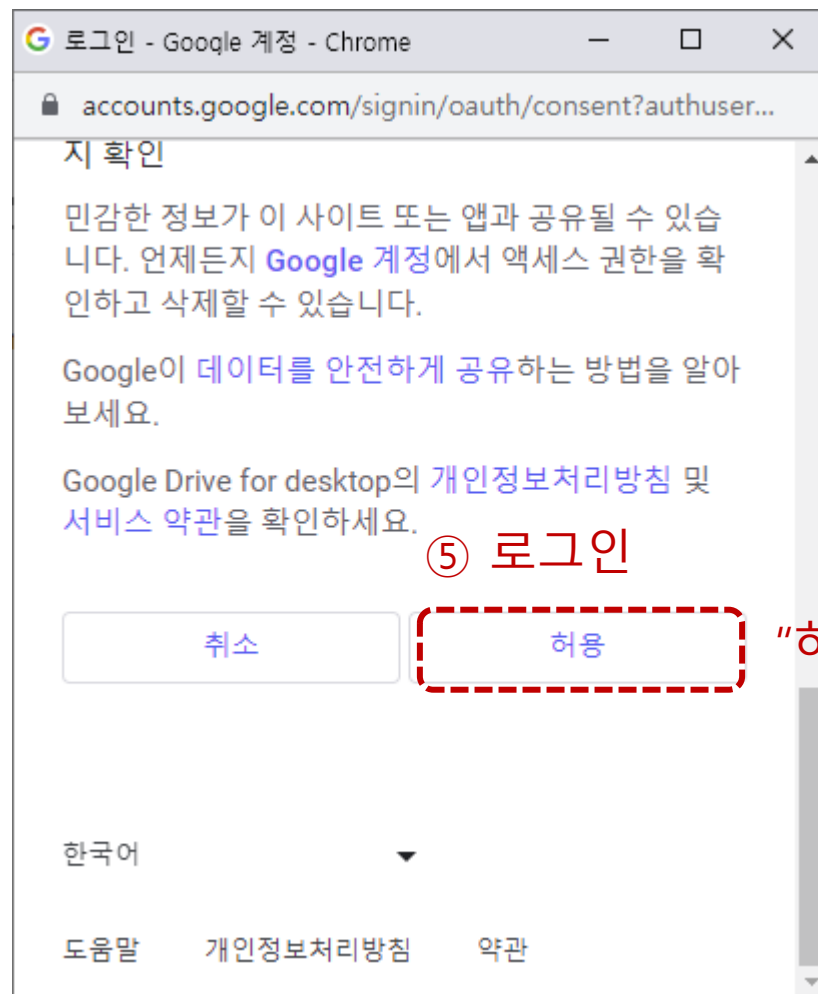 로그인 - Google 계정 - Chrome
accounts.google.com/signin/oauth/consent?authuser...
지 확인
민감한 정보가 이 사이트 또는 앱과 공유될 수 있습
니다. 언제든지 Google 계정에서 액세스 권한을 확
인하고 삭제할 수 있습니다.
Google이 데이터를 안전하게 공유하는 방법을 알아
보세요.
Google Drive for desktop의 개인정보처리방침 및
서비스 약관을 확인하세요.
⑤ 로그인
취소 허용
한국어
도움말 개인정보처리방침 약관